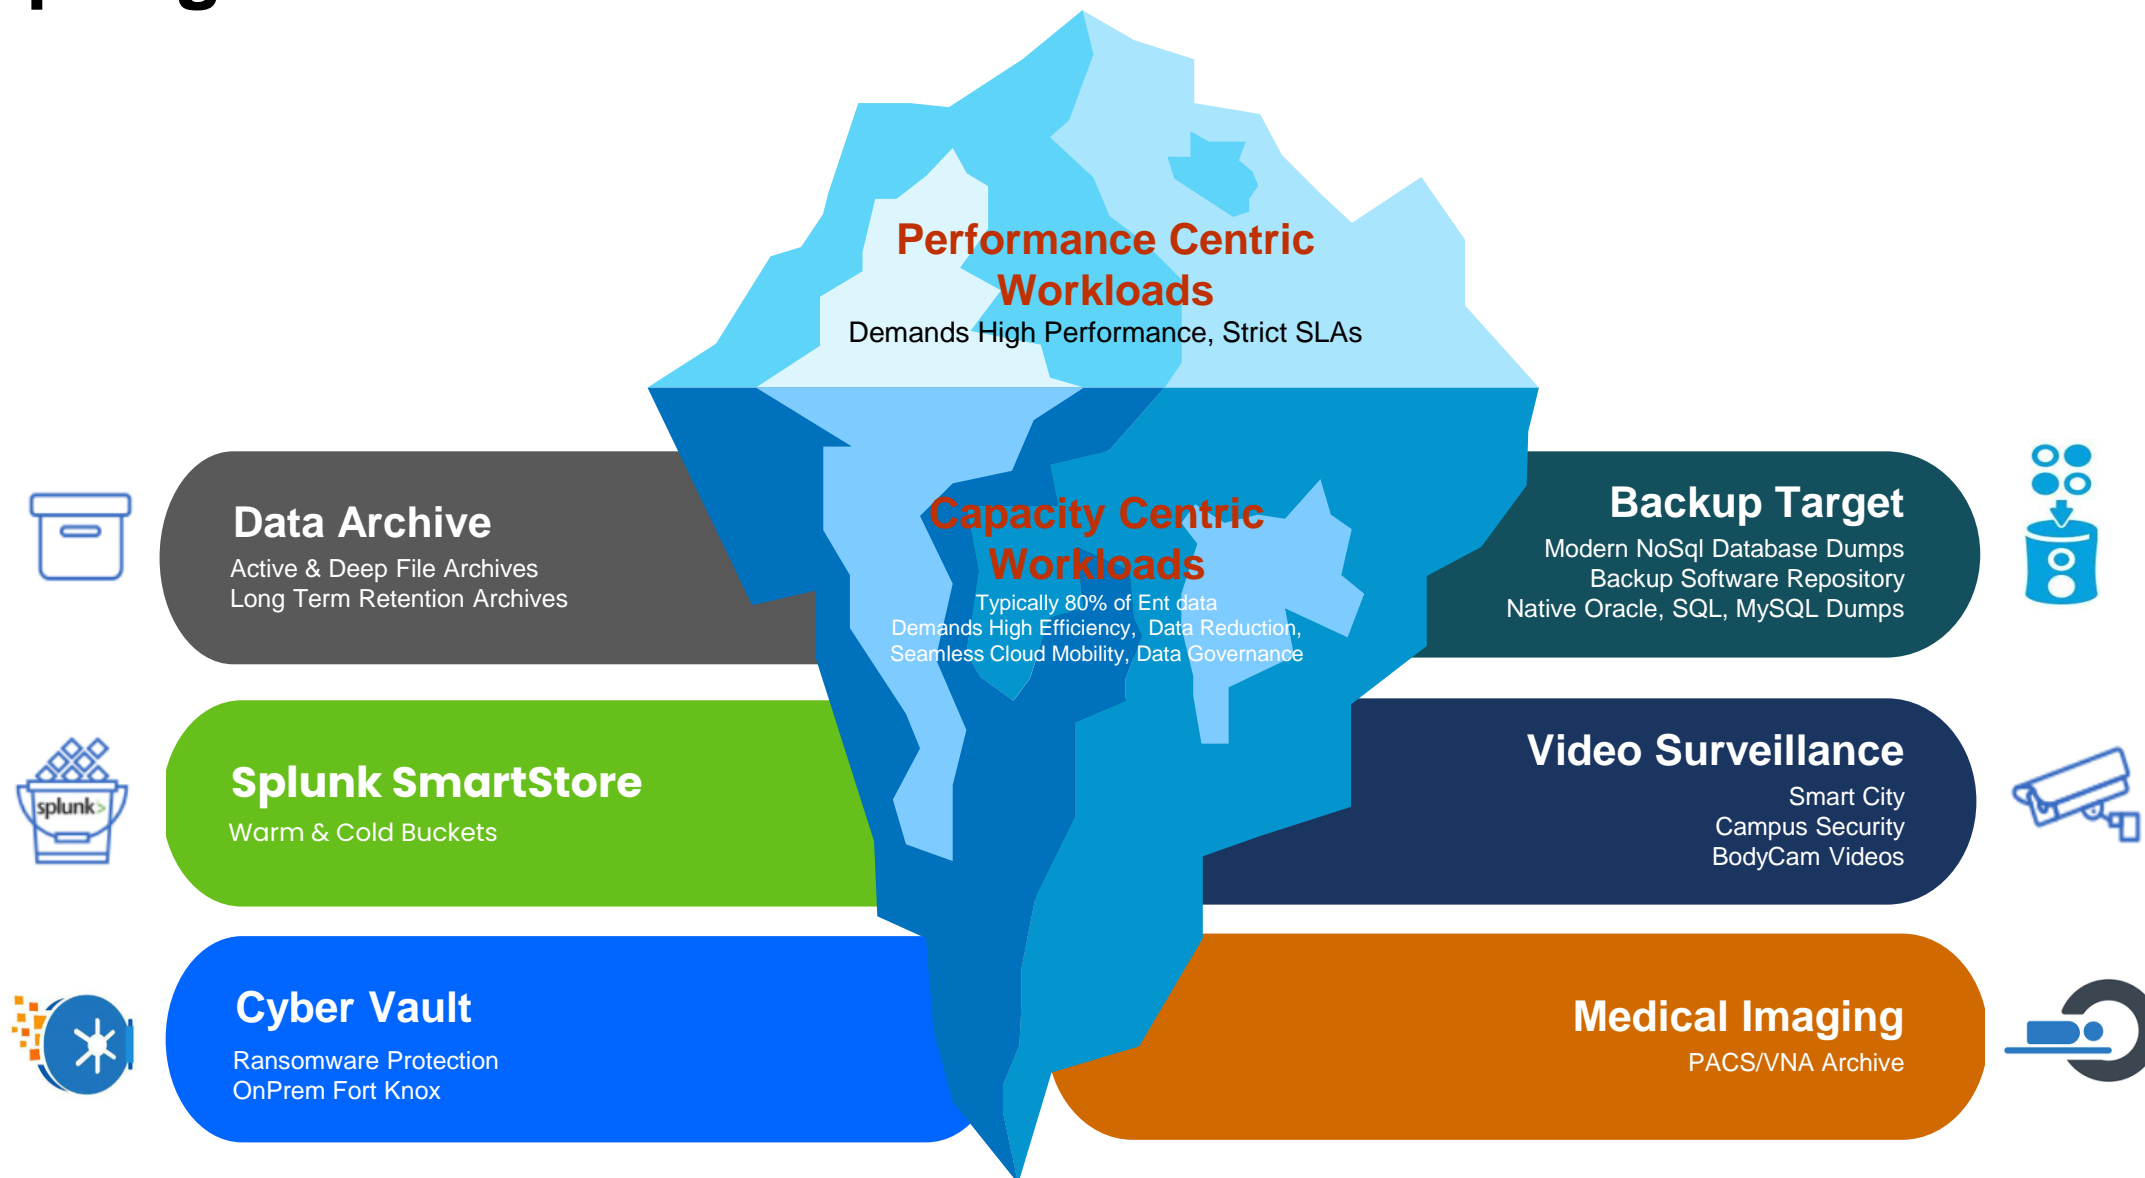 Performance Centric
Workloads
Demands High Performance, Strict SLAs
Capacity Centric
Workloads
Typically 80% of Ent data
Demands High Efficiency, Data Reduction,
Seamless Cloud Mobility, Data Governance
Data Archive
Active & Deep File Archives
Long Term Retention Archives
splunk>
Splunk SmartStore
Warm & Cold Buckets
Cyber Vault
Ransomware Protection
OnPrem Fort Knox
Backup Target
Modern NoSql Database Dumps
Backup Software Repository
Native Oracle, SQL, MySQL Dumps
Video Surveillance
Smart City
Campus Security
BodyCam Videos
Medical Imaging
PACS/VNA Archive